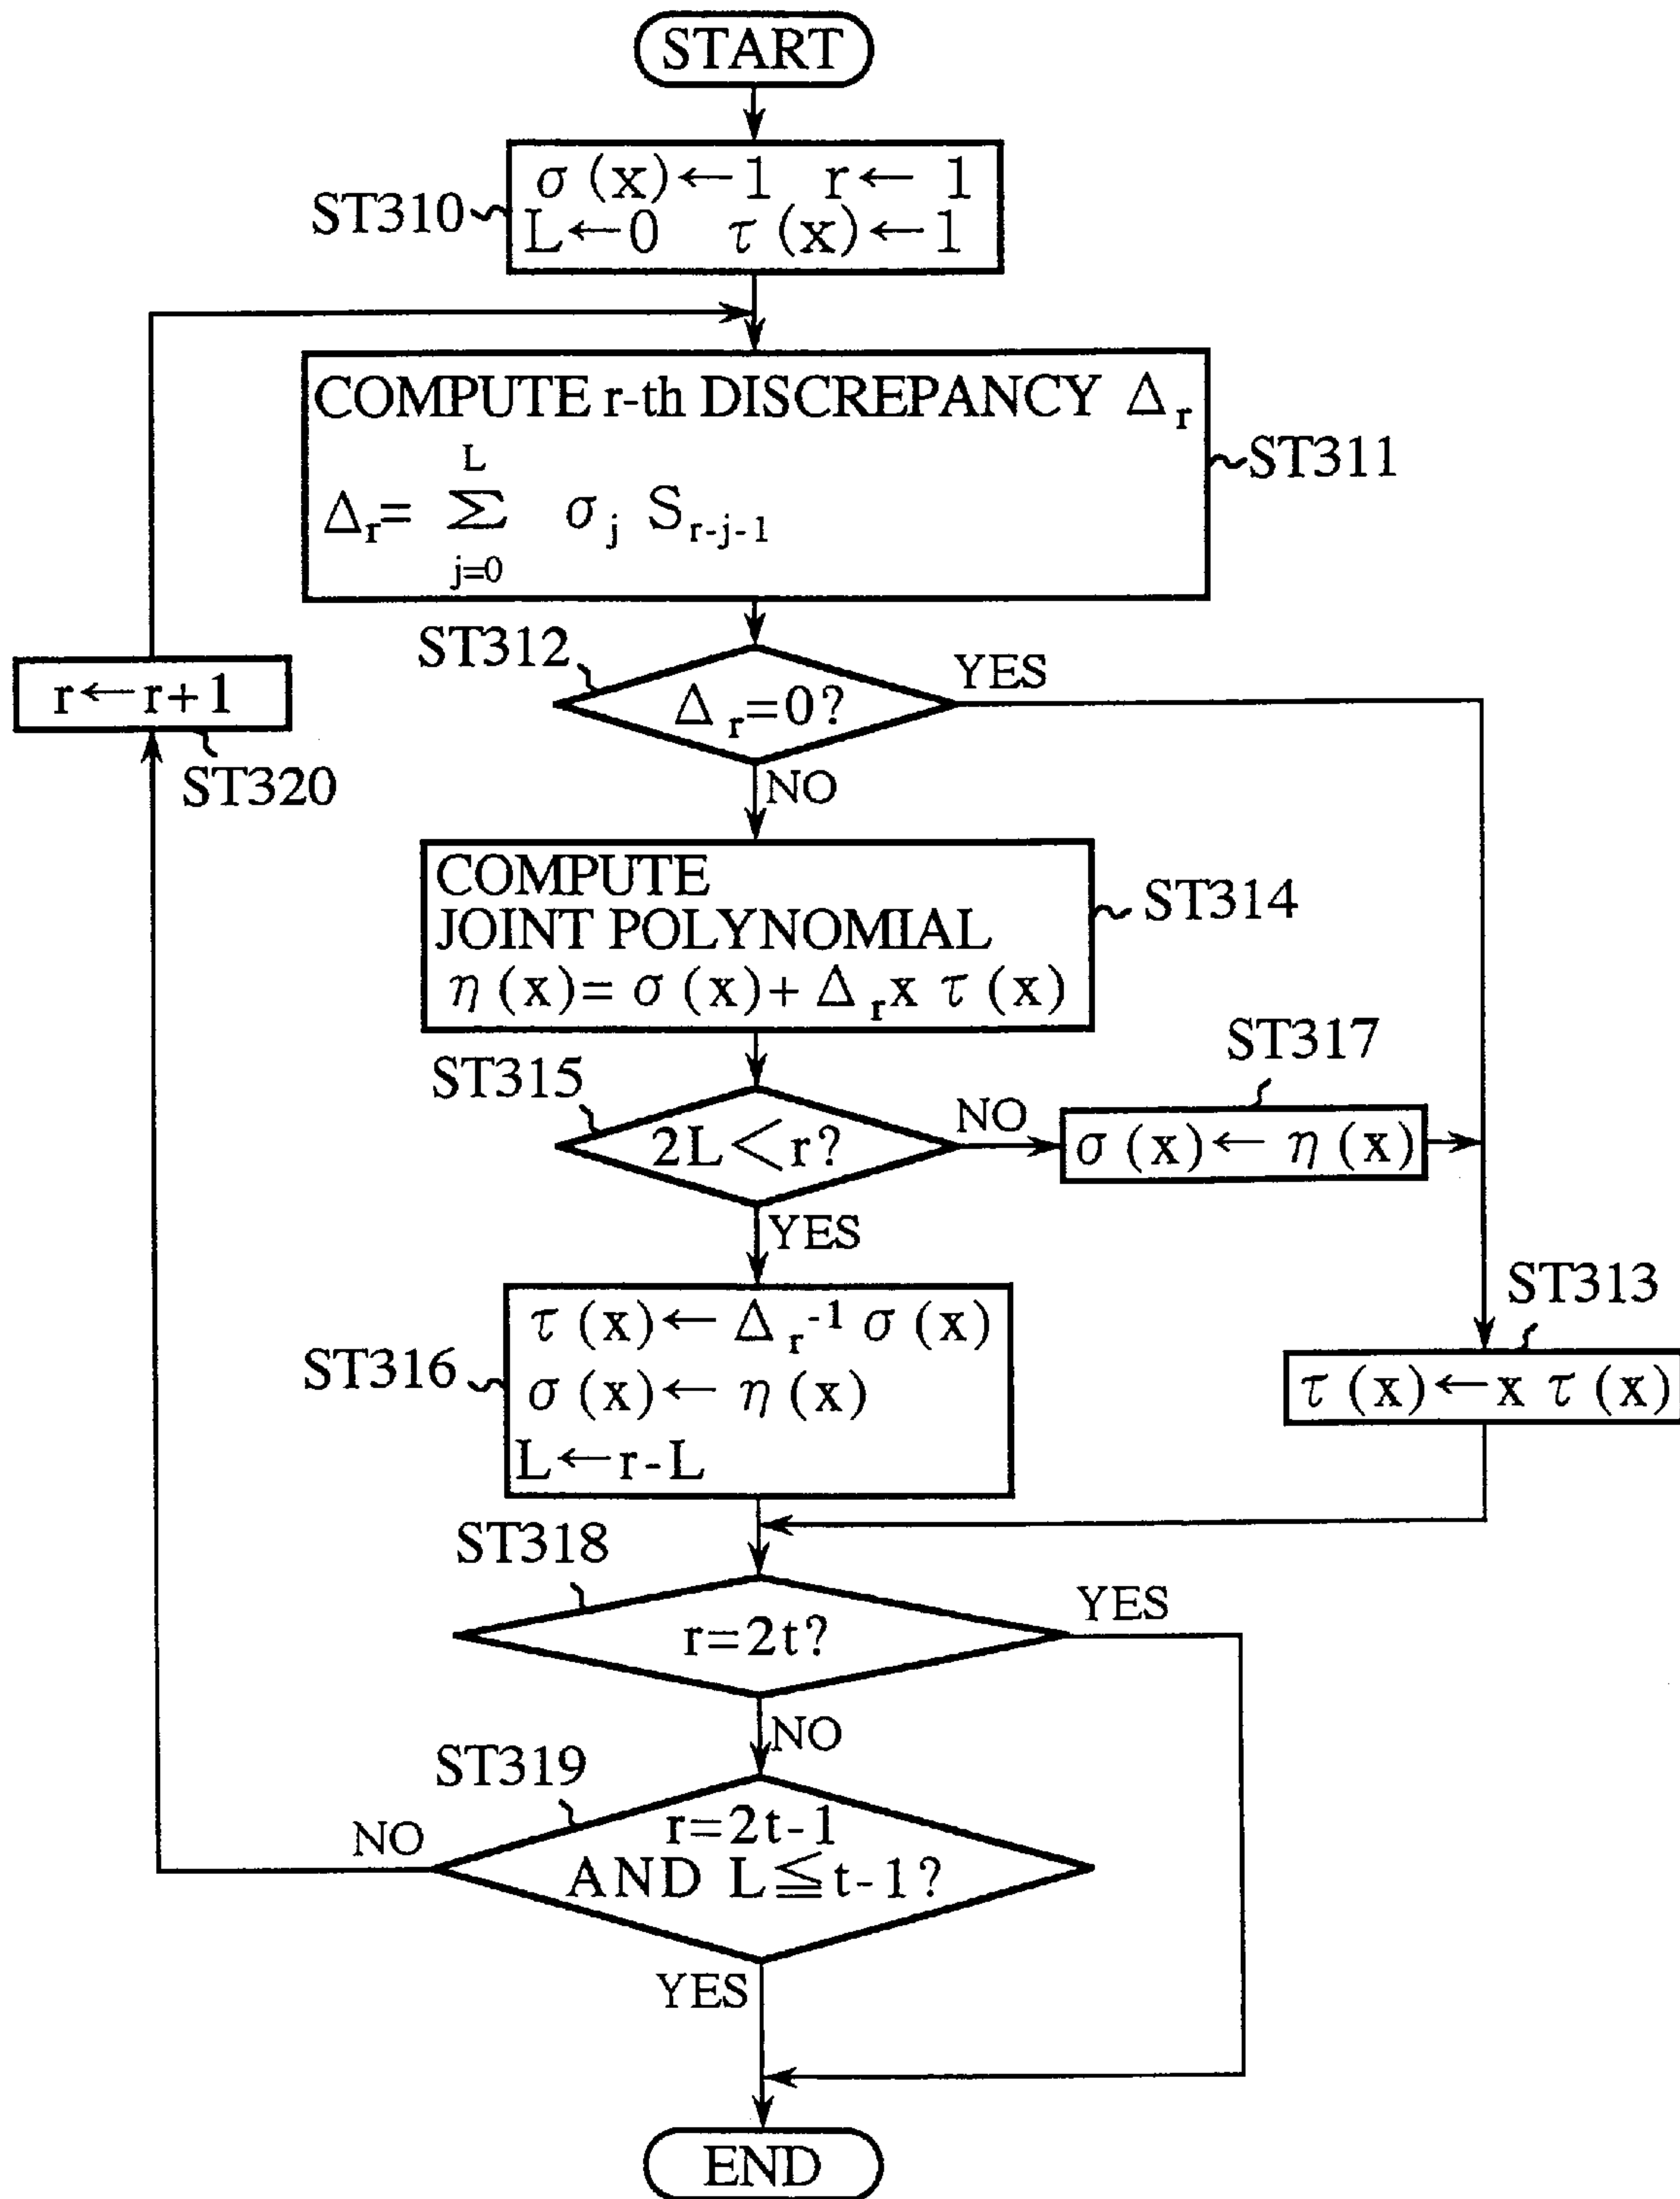 START
σ(x)←1 r←1
ST310
L←0 τ(x)←1
COMPUTE r-th DISCREPANCY Δr
L
Δr= Σ σj Sr-j-1
j=0
ST311
ST312
Δr=0?
YES
NO
r←r+1
ST320
COMPUTE
JOINT POLYNOMIAL
η(x)=σ(x)+Δrx τ(x)
ST314
ST315
2L<r?
NO
YES
ST317
σ(x)←η(x)
ST313
τ(x)←x τ(x)
ST316
τ(x)←Δr⁻¹σ(x)
σ(x)←η(x)
L←r-L
ST318
r=2t?
YES
NO
ST319
r=2t-1
AND L≦t-1?
NO
YES
END